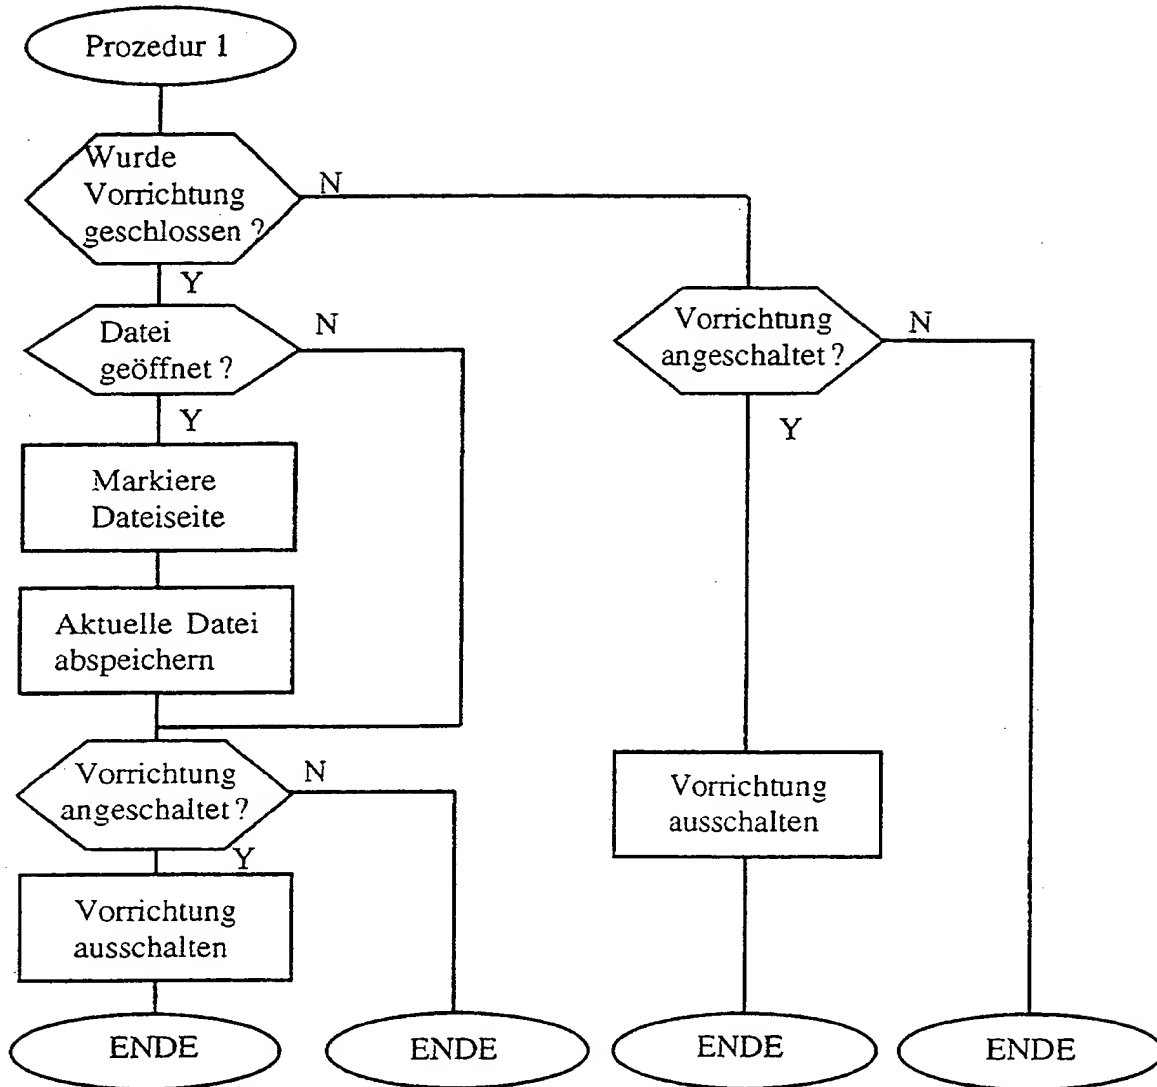 Prozedur 1
Wurde
Vorrichtung
geschlossen?
N
Y
Datei
geöffnet?
N
Y
Markiere
Dateiseite
Aktuelle Datei
abspeichern
Vorrichtung
angeschaltet?
N
Y
Vorrichtung
ausschalten
ENDE
ENDE
Vorrichtung
angeschaltet?
N
Y
Vorrichtung
ausschalten
ENDE
ENDE